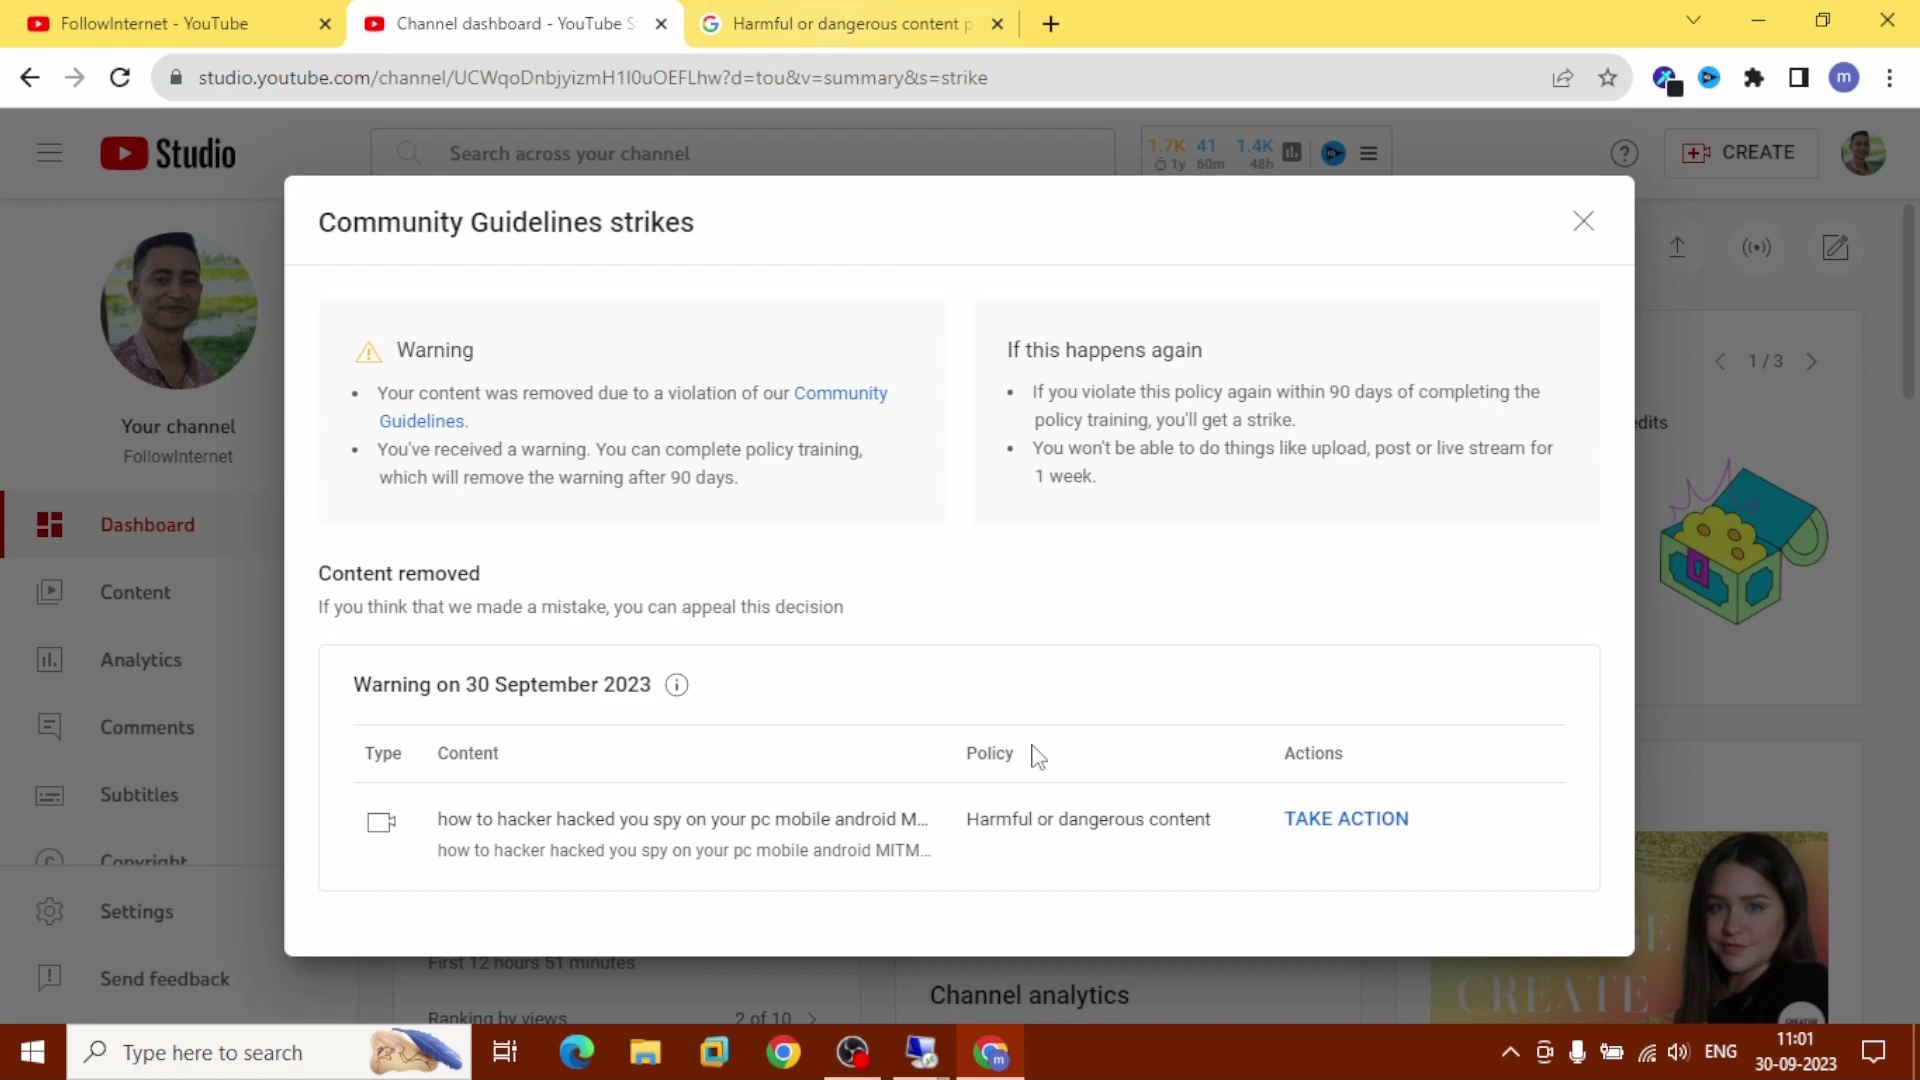 FollowInternet - YouTube
Channel dashboard - YouTube S
Harmful or dangerous content p
studio.youtube.com/channel/UCWqoDnbjyizmH1I0uOEFLhw?d=tou&v=summary&s=strike
m
Studio
Search across your channel
1.7K 41 1.4K
1y 60m 48h
CREATE
Community Guidelines strikes
Warning
Your content was removed due to a violation of our Community
Guidelines.
You've received a warning. You can complete policy training,
which will remove the warning after 90 days.
If this happens again
If you violate this policy again within 90 days of completing the
policy training, you'll get a strike.
You won't be able to do things like upload, post or live stream for
1 week.
1 / 3
edits
Your channel
FollowInternet
Dashboard
Content
Analytics
Comments
Subtitles
Copyright
Settings
Send feedback
Content removed
If you think that we made a mistake, you can appeal this decision
Warning on 30 September 2023
Type Content Policy Actions
how to hacker hacked you spy on your pc mobile android M... Harmful or dangerous content TAKE ACTION
how to hacker hacked you spy on your pc mobile android MITM...
First 12 hours 51 minutes
Ranking by views 2 of 10
Channel analytics
CREATE
Type here to search
m
ENG
11:01
30-09-2023